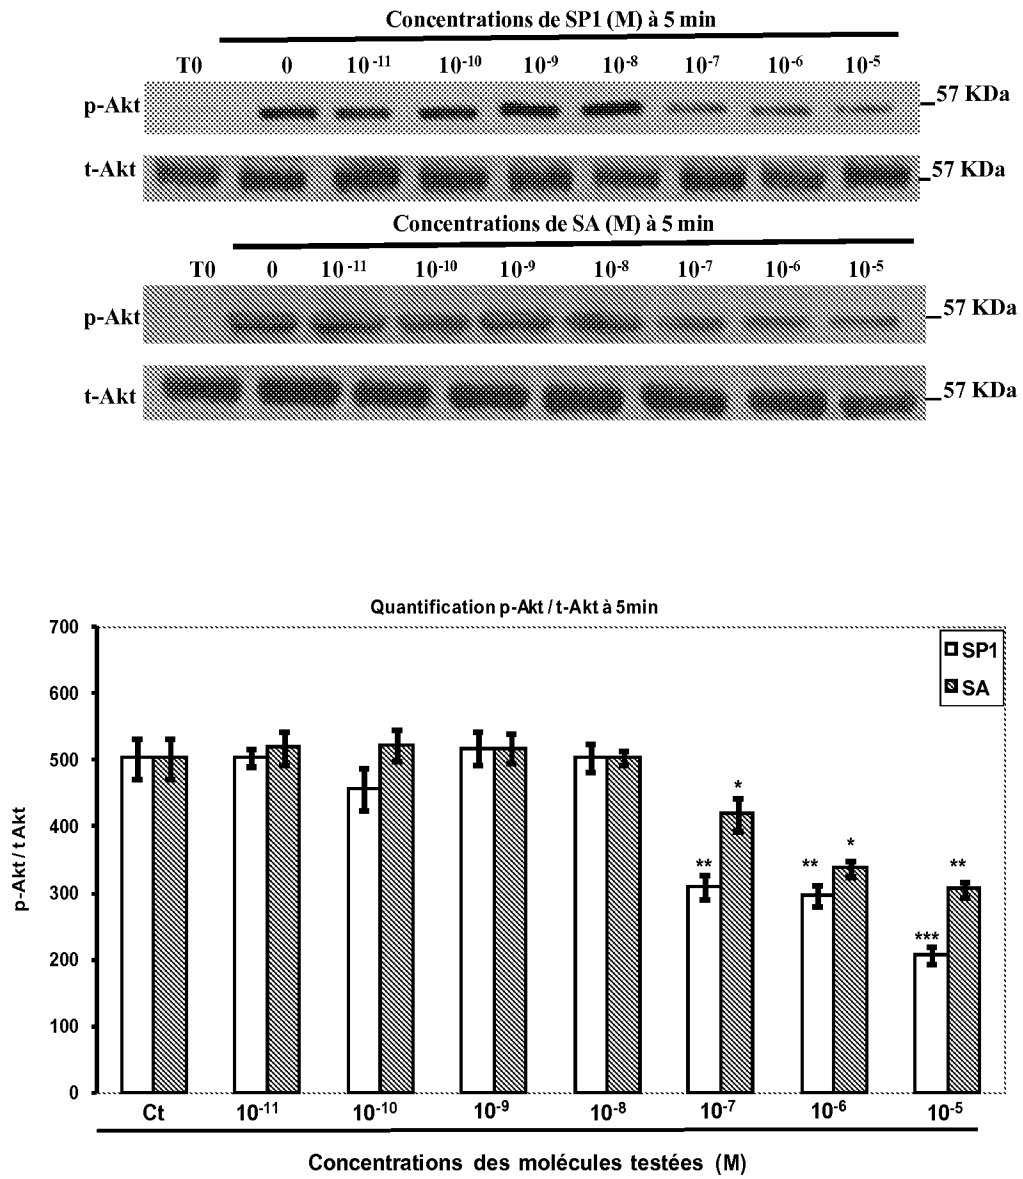 Concentrations de SP1 (M) à 5 min
T0 0 10-11 10-10 10-9 10-8 10-7 10-6 10-5
p-Akt 57 KDa
t-Akt 57 KDa
Concentrations de SA (M) à 5 min
T0 0 10-11 10-10 10-9 10-8 10-7 10-6 10-5
p-Akt 57 KDa
t-Akt 57 KDa
Quantification p-Akt / t-Akt à 5min
700
600
500
400
300
200
100
0
p-Akt / tAkt
SP1
SA
** * ** * *** **
Ct 10-11 10-10 10-9 10-8 10-7 10-6 10-5
Concentrations des molécules testées (M)